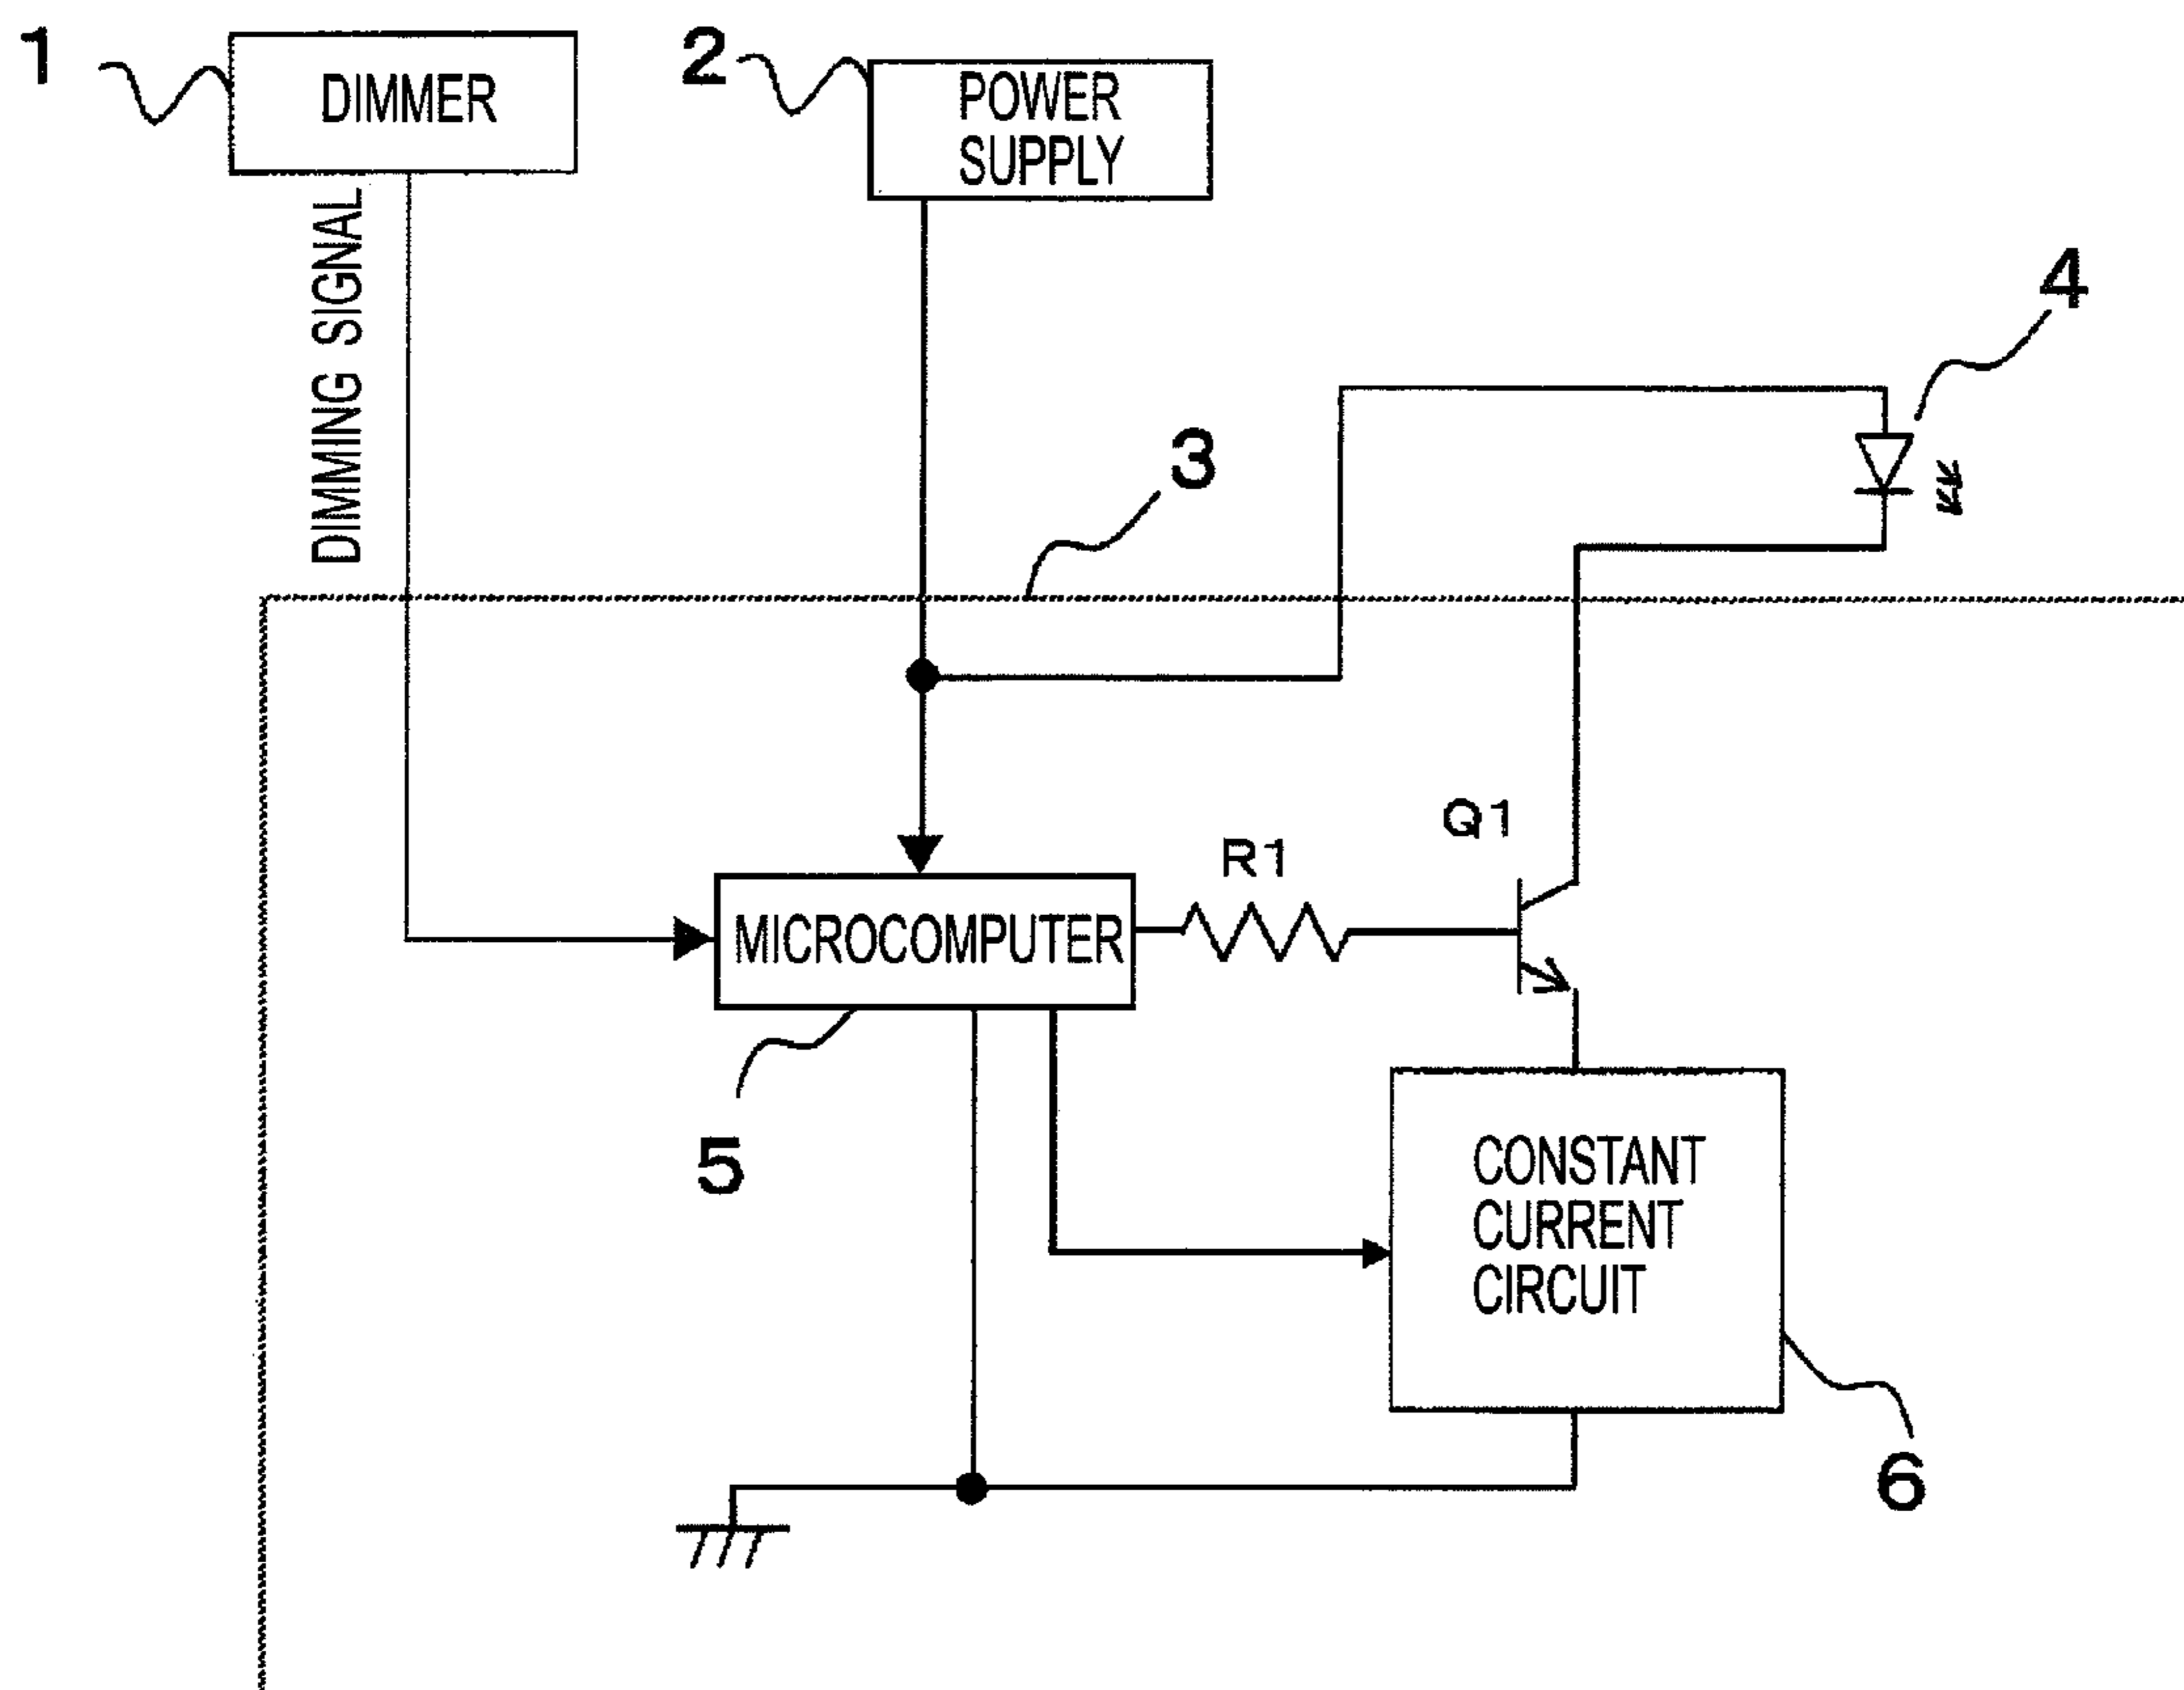 1
DIMMER
2
POWER
SUPPLY
DIMMING SIGNAL
4
3
Q1
R1
MICROCOMPUTER
5
CONSTANT
CURRENT
CIRCUIT
6